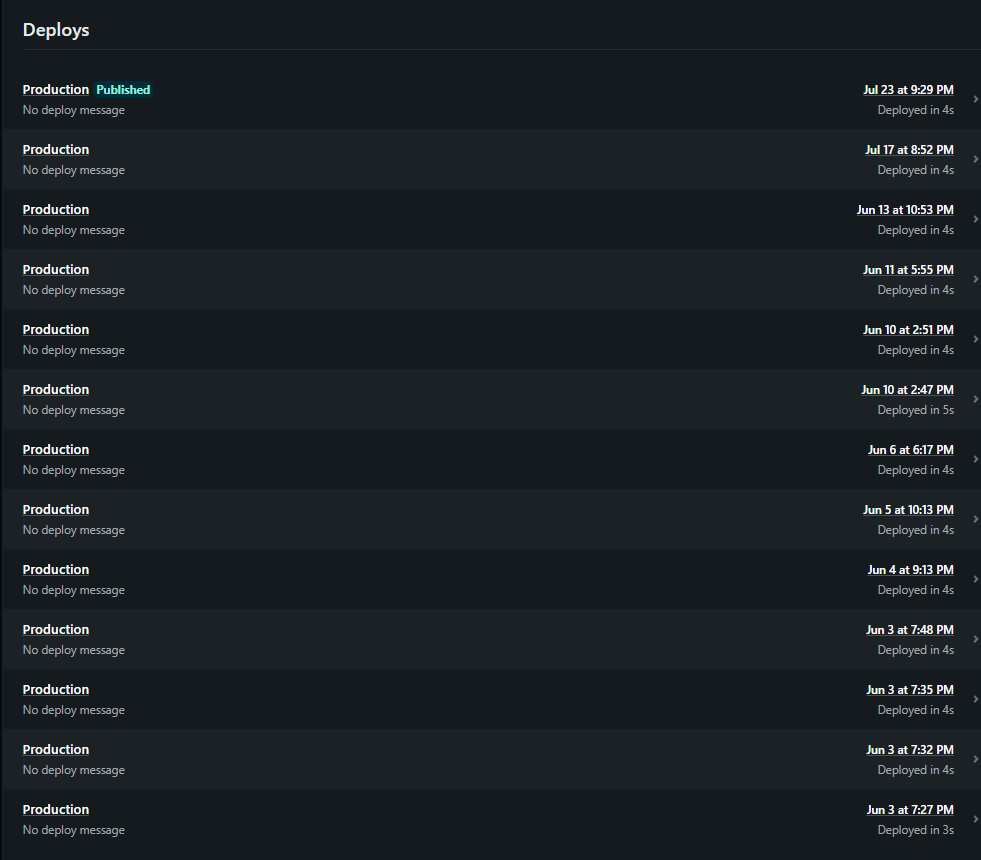 Deploys
Production Published
Jul 23 at 9:29 PM
No deploy message
Deployed in 4s
Production
Jul 17 at 8:52 PM
No deploy message
Deployed in 4s
Production
Jun 13 at 10:53 PM
No deploy message
Deployed in 4s
Production
Jun 11 at 5:55 PM
No deploy message
Deployed in 4s
Production
Jun 10 at 2:51 PM
No deploy message
Deployed in 4s
Production
Jun 10 at 2:47 PM
No deploy message
Deployed in 5s
Production
Jun 6 at 6:17 PM
No deploy message
Deployed in 4s
Production
Jun 5 at 10:13 PM
No deploy message
Deployed in 4s
Production
Jun 4 at 9:13 PM
No deploy message
Deployed in 4s
Production
Jun 3 at 7:48 PM
No deploy message
Deployed in 4s
Production
Jun 3 at 7:35 PM
No deploy message
Deployed in 4s
Production
Jun 3 at 7:32 PM
No deploy message
Deployed in 4s
Production
Jun 3 at 7:27 PM
No deploy message
Deployed in 3s